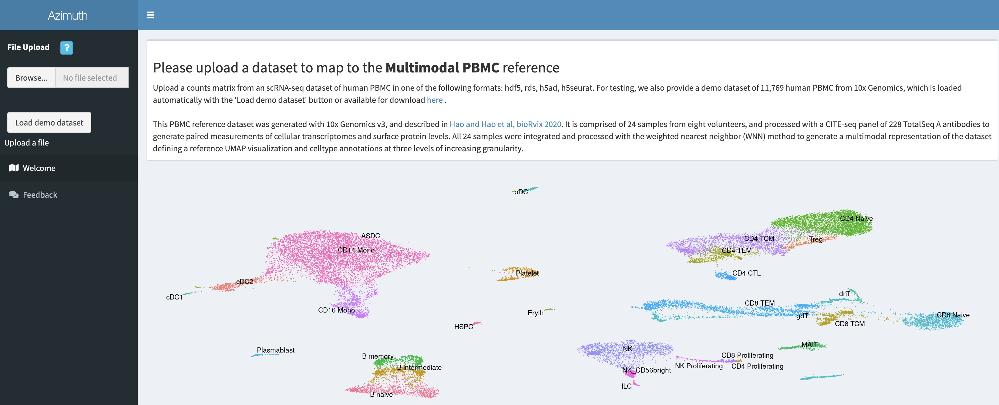 Azimuth
File Upload
?
Browse...
No file selected
Load demo dataset
Upload a file
Welcome
Feedback
Please upload a dataset to map to the Multimodal PBMC reference
Upload a counts matrix from an scRNA-seq dataset of human PBMC in one of the following formats: hdf5, rds, h5ad, h5seurat. For testing, we also provide a demo dataset of 11,769 human PBMC from 10x Genomics, which is loaded
automatically with the 'Load demo dataset' button or available for download here .
This PBMC reference dataset was generated with 10x Genomics v3, and described in Hao and Hao et al, bioRvix 2020. It is comprised of 24 samples from eight volunteers, and processed with a CITE-seq panel of 228 TotalSeq A antibodies to
generate paired measurements of cellular transcriptomes and surface protein levels. All 24 samples were integrated and processed with the weighted nearest neighbor (WNN) method to generate a multimodal representation of the dataset
defining a reference UMAP visualization and celltype annotations at three levels of increasing granularity.
pDC
CD4 Naive
ASDC
CD4 TCM
Treg
CD14 Mono
CD4 TEM
Platelet
CD4 CTL
cDC2
dnT
cDC1
CD8 TEM
CD16 Mono
Eryth
gdT
CD8 Naive
CD8 TCM
HSPC
MAIT
NK
Plasmablast
B memory
CD8 Proliferating
NK Proliferating
CD4 Proliferating
B intermediate
NK_CD56bright
ILC
B naive